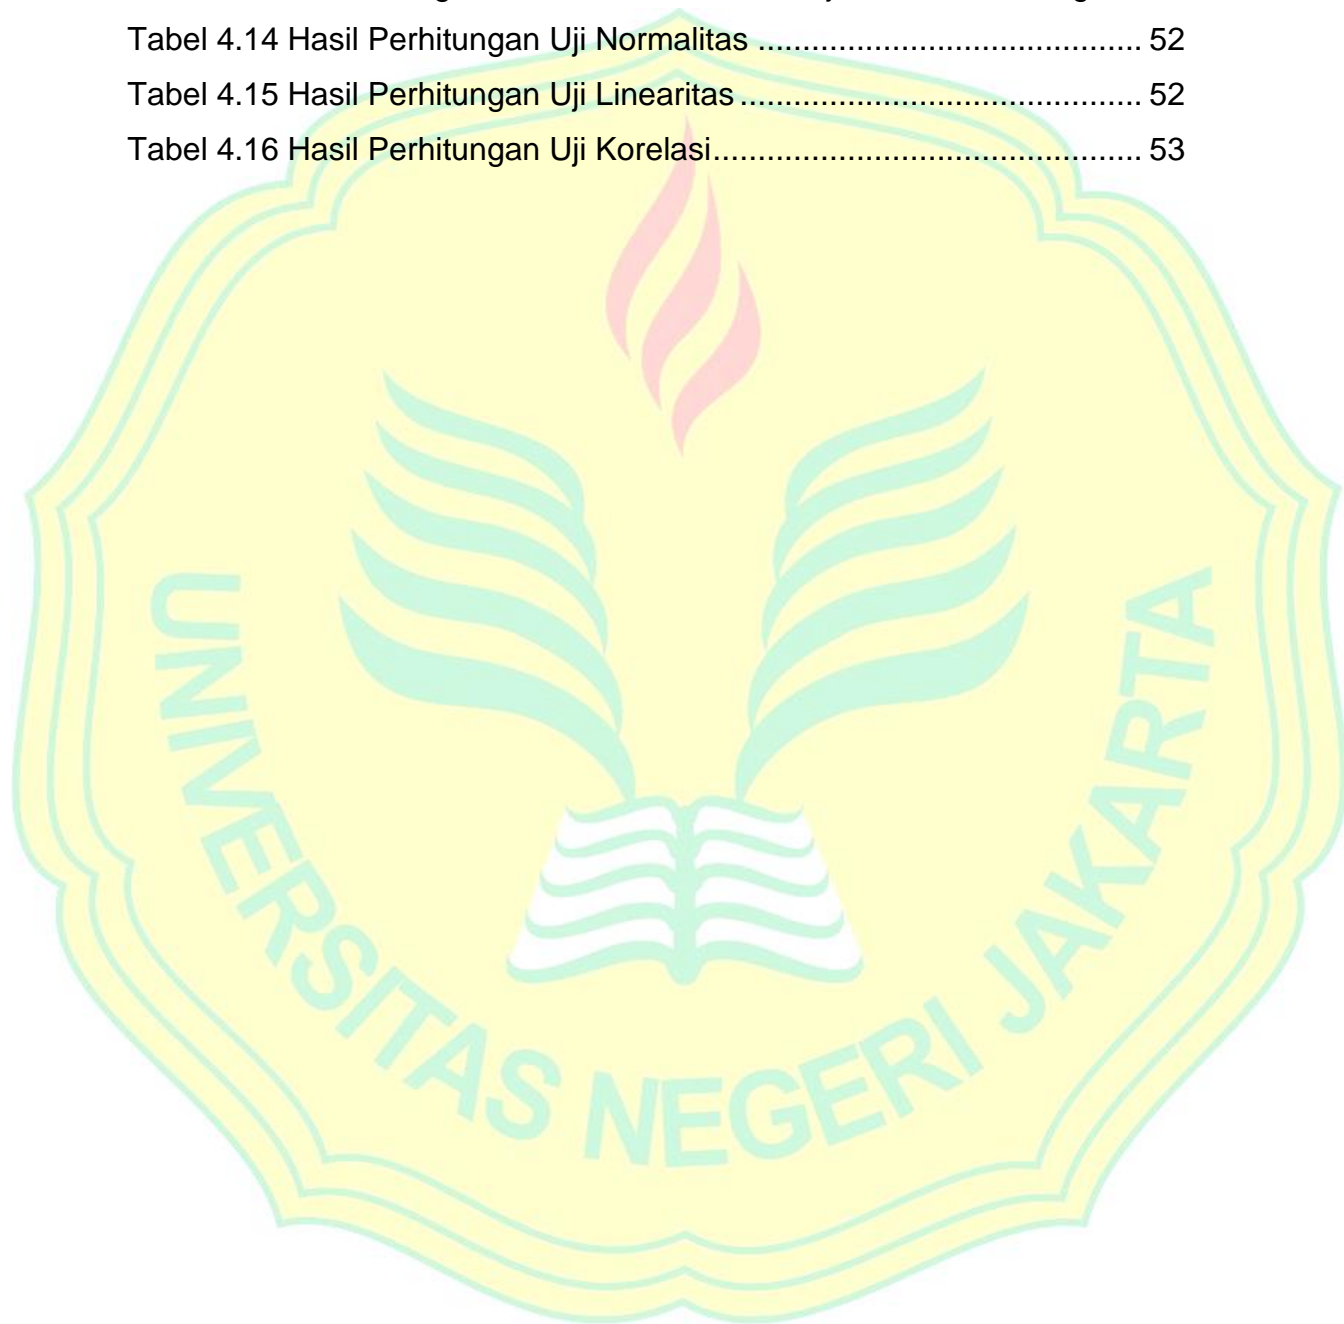 Tabel 4.14 Hasil Perhitungan Uji Normalitas ........................................... 52
Tabel 4.15 Hasil Perhitungan Uji Linearitas ............................................. 52
Tabel 4.16 Hasil Perhitungan Uji Korelasi................................................ 53
UNIVERSITAS NEGERI JAKARTA